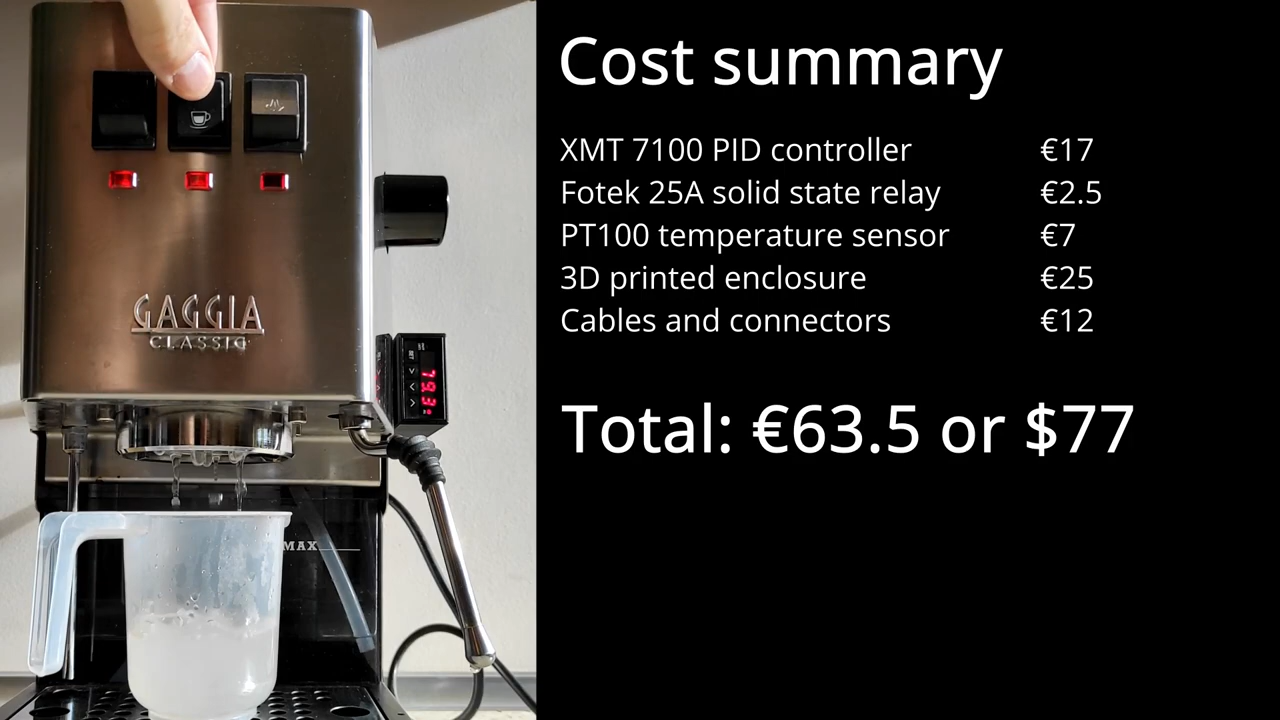 GAGGIA
CLASSIC
MAX
Cost summary
XMT 7100 PID controller €17
Fotek 25A solid state relay €2.5
PT100 temperature sensor €7
3D printed enclosure €25
Cables and connectors €12
Total: €63.5 or $77